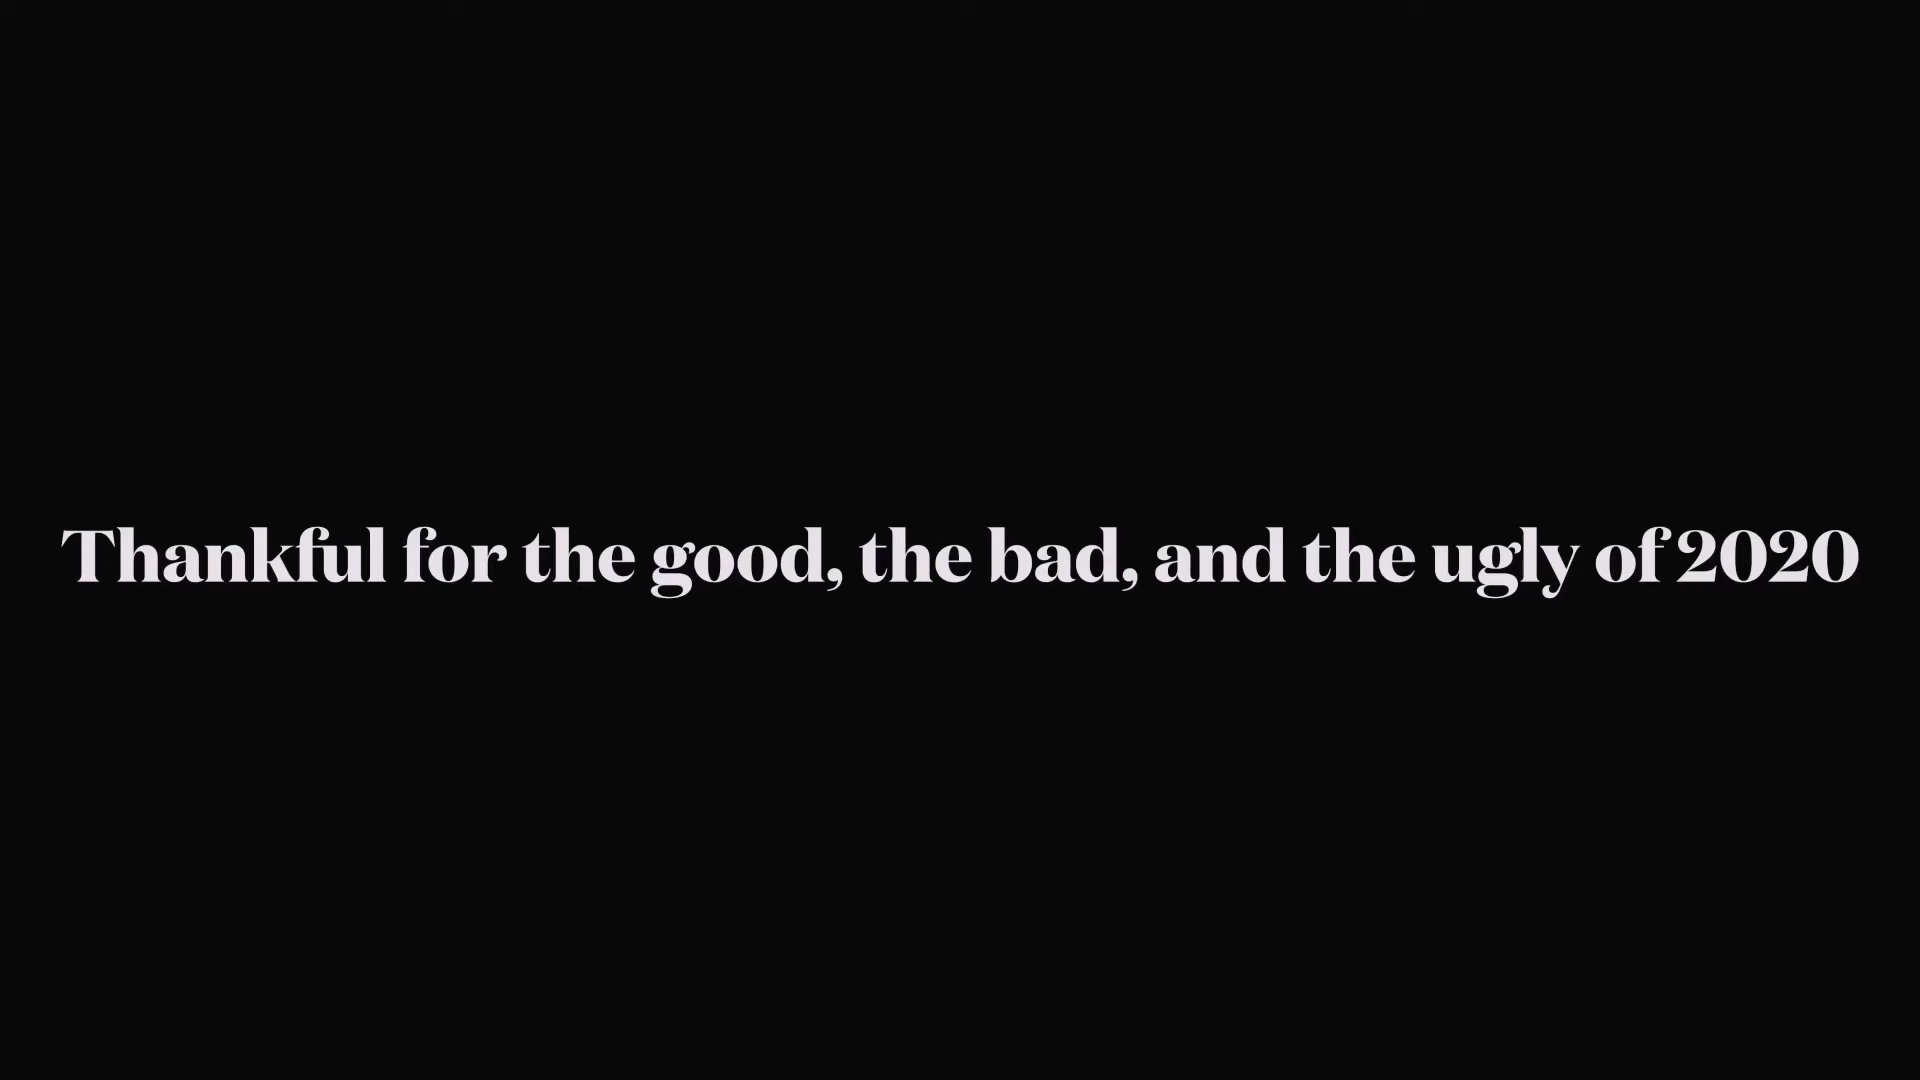 Thankful for the good, the bad, and the ugly of 2020